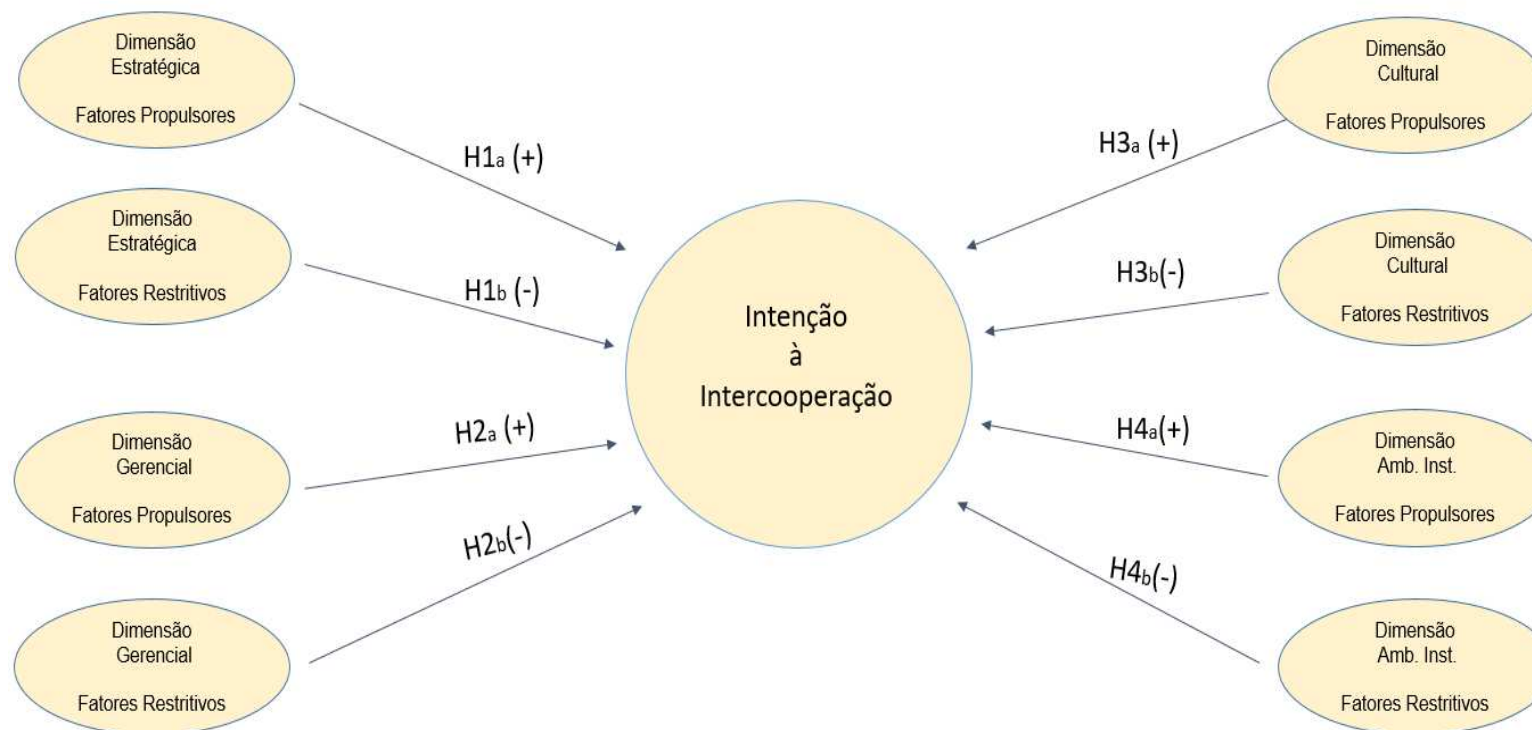 Dimensão
Estratégica
Fatores Propulsores
H1a (+)
Dimensão
Estratégica
Fatores Restritivos
H1b (-)
Dimensão
Gerencial
Fatores Propulsores
H2a (+)
Dimensão
Gerencial
Fatores Restritivos
H2b(-)
Intenção
à
Intercooperação
Dimensão
Cultural
Fatores Propulsores
H3a (+)
Dimensão
Cultural
Fatores Restritivos
H3b(-)
Dimensão
Amb. Inst.
Fatores Propulsores
H4a(+)
Dimensão
Amb. Inst.
Fatores Restritivos
H4b(-)